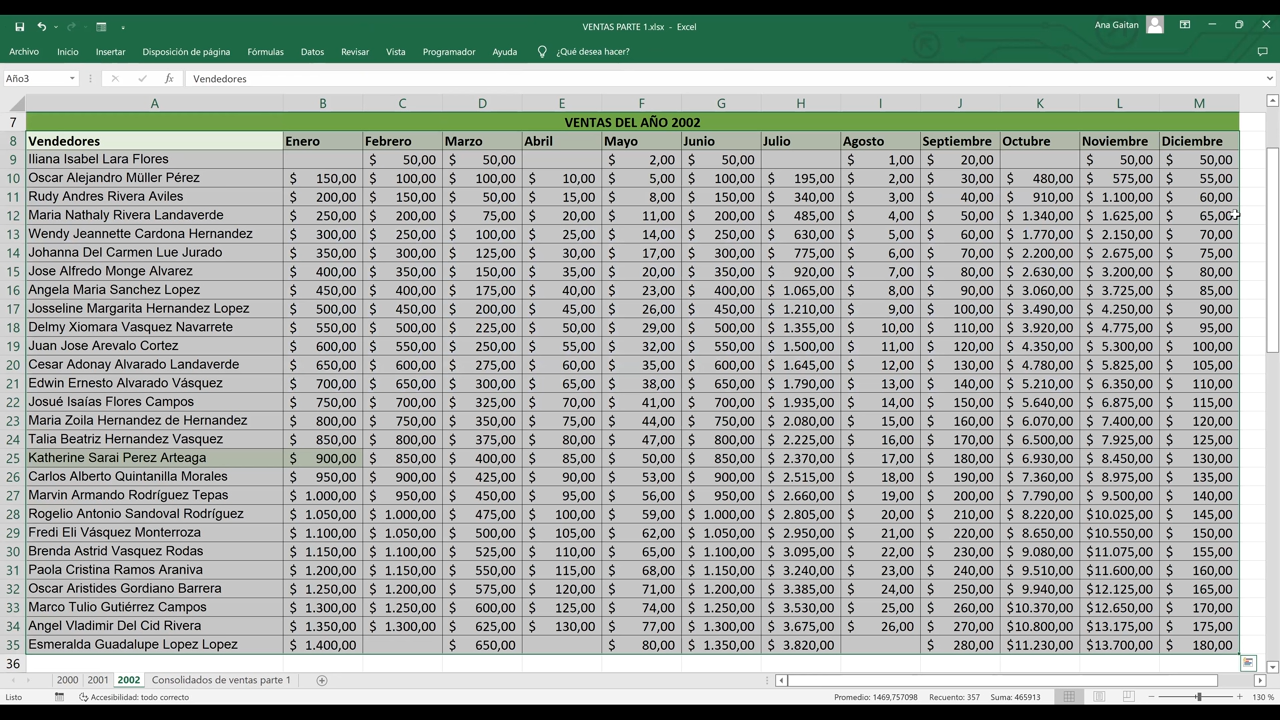 VENTAS PARTE 1.xlsx - Excel
Ana Gaitan
Archivo Inicio Insertar Disposición de página Fórmulas Datos Revisar Vista Programador Ayuda ¿Qué desea hacer?
Año3 fx Vendedores
A B C D E F G H I J K L M
7 VENTAS DEL AÑO 2002
8 Vendedores Enero Febrero Marzo Abril Mayo Junio Julio Agosto Septiembre Octubre Noviembre Diciembre
9 Iliana Isabel Lara Flores $ 50,00 $ 50,00 $ 2,00 $ 50,00 $ 1,00 $ 20,00 $ 50,00 $ 50,00
10 Oscar Alejandro Müller Pérez $ 150,00 $ 100,00 $ 100,00 $ 10,00 $ 5,00 $ 100,00 $ 195,00 $ 2,00 $ 30,00 $ 480,00 $ 575,00 $ 55,00
11 Rudy Andres Rivera Aviles $ 200,00 $ 150,00 $ 50,00 $ 15,00 $ 8,00 $ 150,00 $ 340,00 $ 3,00 $ 40,00 $ 910,00 $ 1.100,00 $ 60,00
12 Maria Nathaly Rivera Landaverde $ 250,00 $ 200,00 $ 75,00 $ 20,00 $ 11,00 $ 200,00 $ 485,00 $ 4,00 $ 50,00 $ 1.340,00 $ 1.625,00 $ 65,00
13 Wendy Jeannette Cardona Hernandez $ 300,00 $ 250,00 $ 100,00 $ 25,00 $ 14,00 $ 250,00 $ 630,00 $ 5,00 $ 60,00 $ 1.770,00 $ 2.150,00 $ 70,00
14 Johanna Del Carmen Lue Jurado $ 350,00 $ 300,00 $ 125,00 $ 30,00 $ 17,00 $ 300,00 $ 775,00 $ 6,00 $ 70,00 $ 2.200,00 $ 2.675,00 $ 75,00
15 Jose Alfredo Monge Alvarez $ 400,00 $ 350,00 $ 150,00 $ 35,00 $ 20,00 $ 350,00 $ 920,00 $ 7,00 $ 80,00 $ 2.630,00 $ 3.200,00 $ 80,00
16 Angela Maria Sanchez Lopez $ 450,00 $ 400,00 $ 175,00 $ 40,00 $ 23,00 $ 400,00 $ 1.065,00 $ 8,00 $ 90,00 $ 3.060,00 $ 3.725,00 $ 85,00
17 Josseline Margarita Hernandez Lopez $ 500,00 $ 450,00 $ 200,00 $ 45,00 $ 26,00 $ 450,00 $ 1.210,00 $ 9,00 $ 100,00 $ 3.490,00 $ 4.250,00 $ 90,00
18 Delmy Xiomara Vasquez Navarrete $ 550,00 $ 500,00 $ 225,00 $ 50,00 $ 29,00 $ 500,00 $ 1.355,00 $ 10,00 $ 110,00 $ 3.920,00 $ 4.775,00 $ 95,00
19 Juan Jose Arevalo Cortez $ 600,00 $ 550,00 $ 250,00 $ 55,00 $ 32,00 $ 550,00 $ 1.500,00 $ 11,00 $ 120,00 $ 4.350,00 $ 5.300,00 $ 100,00
20 Cesar Adonay Alvarado Landaverde $ 650,00 $ 600,00 $ 275,00 $ 60,00 $ 35,00 $ 600,00 $ 1.645,00 $ 12,00 $ 130,00 $ 4.780,00 $ 5.825,00 $ 105,00
21 Edwin Ernesto Alvarado Vásquez $ 700,00 $ 650,00 $ 300,00 $ 65,00 $ 38,00 $ 650,00 $ 1.790,00 $ 13,00 $ 140,00 $ 5.210,00 $ 6.350,00 $ 110,00
22 Josué Isaías Flores Campos $ 750,00 $ 700,00 $ 325,00 $ 70,00 $ 41,00 $ 700,00 $ 1.935,00 $ 14,00 $ 150,00 $ 5.640,00 $ 6.875,00 $ 115,00
23 Maria Zoila Hernandez de Hernandez $ 800,00 $ 750,00 $ 350,00 $ 75,00 $ 44,00 $ 750,00 $ 2.080,00 $ 15,00 $ 160,00 $ 6.070,00 $ 7.400,00 $ 120,00
24 Talia Beatriz Hernandez Vasquez $ 850,00 $ 800,00 $ 375,00 $ 80,00 $ 47,00 $ 800,00 $ 2.225,00 $ 16,00 $ 170,00 $ 6.500,00 $ 7.925,00 $ 125,00
25 Katherine Sarai Perez Arteaga $ 900,00 $ 850,00 $ 400,00 $ 85,00 $ 50,00 $ 850,00 $ 2.370,00 $ 17,00 $ 180,00 $ 6.930,00 $ 8.450,00 $ 130,00
26 Carlos Alberto Quintanilla Morales $ 950,00 $ 900,00 $ 425,00 $ 90,00 $ 53,00 $ 900,00 $ 2.515,00 $ 18,00 $ 190,00 $ 7.360,00 $ 8.975,00 $ 135,00
27 Marvin Armando Rodríguez Tepas $ 1.000,00 $ 950,00 $ 450,00 $ 95,00 $ 56,00 $ 950,00 $ 2.660,00 $ 19,00 $ 200,00 $ 7.790,00 $ 9.500,00 $ 140,00
28 Rogelio Antonio Sandoval Rodríguez $ 1.050,00 $ 1.000,00 $ 475,00 $ 100,00 $ 59,00 $ 1.000,00 $ 2.805,00 $ 20,00 $ 210,00 $ 8.220,00 $10.025,00 $ 145,00
29 Fredi Eli Vásquez Monterroza $ 1.100,00 $ 1.050,00 $ 500,00 $ 105,00 $ 62,00 $ 1.050,00 $ 2.950,00 $ 21,00 $ 220,00 $ 8.650,00 $10.550,00 $ 150,00
30 Brenda Astrid Vasquez Rodas $ 1.150,00 $ 1.100,00 $ 525,00 $ 110,00 $ 65,00 $ 1.100,00 $ 3.095,00 $ 22,00 $ 230,00 $ 9.080,00 $11.075,00 $ 155,00
31 Paola Cristina Ramos Araniva $ 1.200,00 $ 1.150,00 $ 550,00 $ 115,00 $ 68,00 $ 1.150,00 $ 3.240,00 $ 23,00 $ 240,00 $ 9.510,00 $11.600,00 $ 160,00
32 Oscar Aristides Gordiano Barrera $ 1.250,00 $ 1.200,00 $ 575,00 $ 120,00 $ 71,00 $ 1.200,00 $ 3.385,00 $ 24,00 $ 250,00 $ 9.940,00 $12.125,00 $ 165,00
33 Marco Tulio Gutiérrez Campos $ 1.300,00 $ 1.250,00 $ 600,00 $ 125,00 $ 74,00 $ 1.250,00 $ 3.530,00 $ 25,00 $ 260,00 $10.370,00 $12.650,00 $ 170,00
34 Angel Vladimir Del Cid Rivera $ 1.350,00 $ 1.300,00 $ 625,00 $ 130,00 $ 77,00 $ 1.300,00 $ 3.675,00 $ 26,00 $ 270,00 $10.800,00 $13.175,00 $ 175,00
35 Esmeralda Guadalupe Lopez Lopez $ 1.400,00 $ 650,00 $ 80,00 $ 1.350,00 $ 3.820,00 $ 280,00 $11.230,00 $13.700,00 $ 180,00
36
2000 2001 2002 Consolidados de ventas parte 1
Listo Accesibilidad: todo correcto Promedio: 1469,757098 Recuento: 357 Suma: 465913 130 %